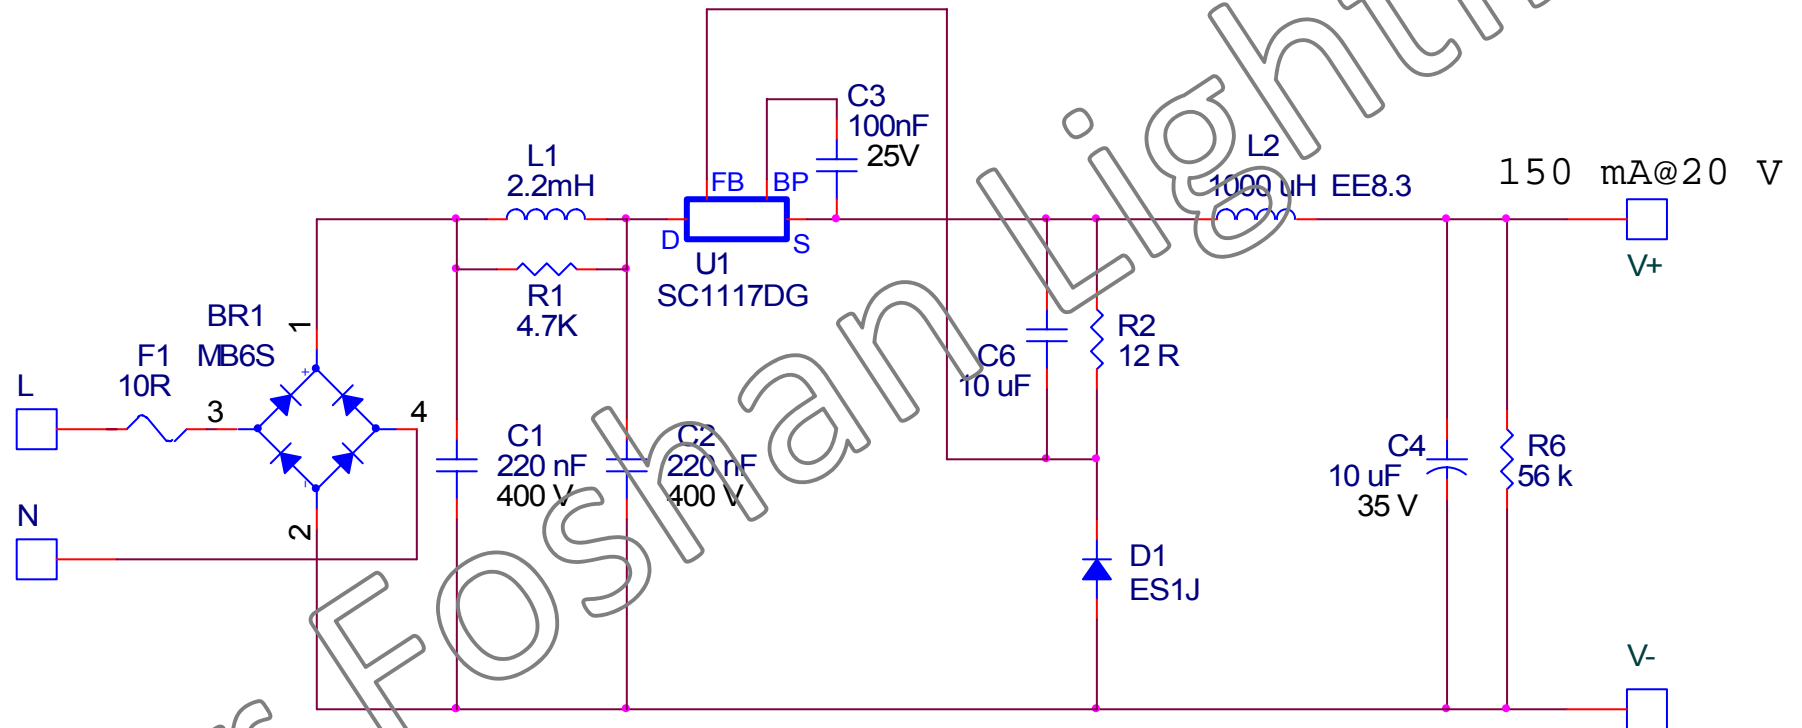 C3
100nF
25V
L1
2.2mH
FB
BP
D
S
U1
SC1117DG
L2
1000 uH EE8.3
150 mA@20 V
V+
R1
4.7K
BR1
MB6S
1
F1
10R
L
3
4
C6
10 uF
R2
12 R
C1
220 nF
400 V
C2
220 nF
400 V
C4
10 uF
35 V
R6
56 k
N
2
+
-
D1
ES1J
V-
Foshan